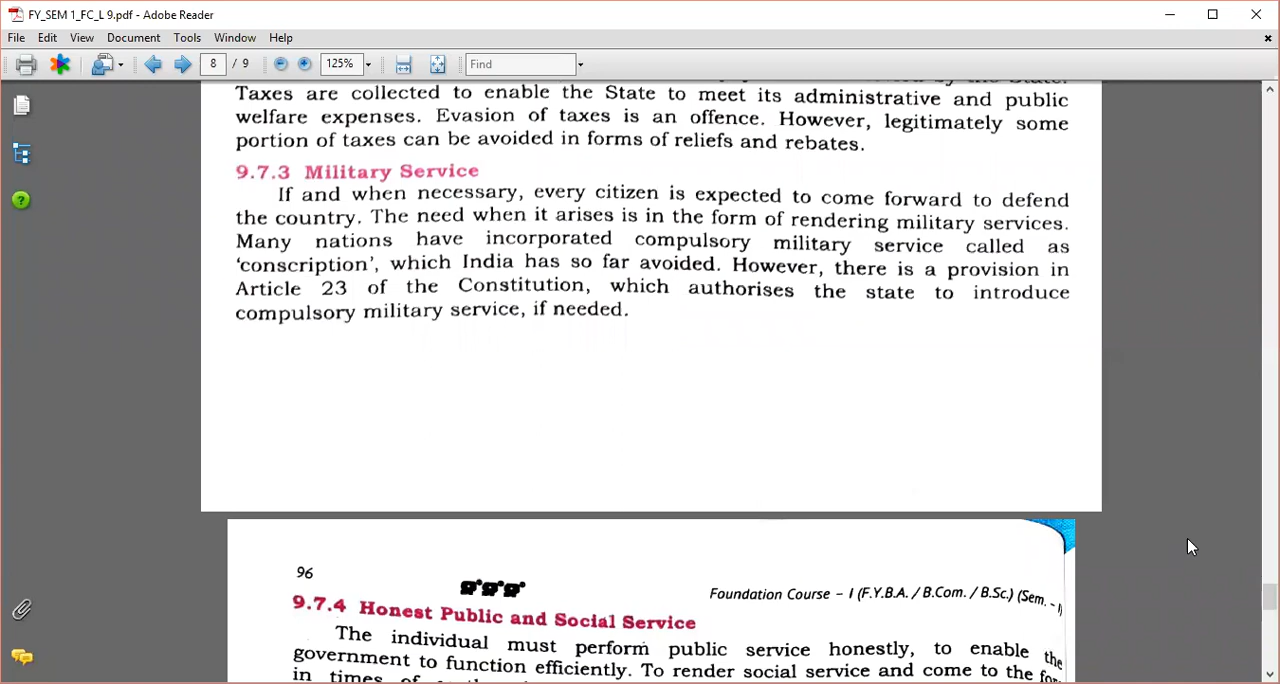 FY_SEM 1_FC_L 9.pdf - Adobe Reader
File Edit View Document Tools Window Help
8 / 9 125% Find
by the State.
Taxes are collected to enable the State to meet its administrative and public
welfare expenses. Evasion of taxes is an offence. However, legitimately some
portion of taxes can be avoided in forms of reliefs and rebates.
9.7.3 Military Service
If and when necessary, every citizen is expected to come forward to defend
the country. The need when it arises is in the form of rendering military services.
Many nations have incorporated compulsory military service called as
‘conscription’, which India has so far avoided. However, there is a provision in
Article 23 of the Constitution, which authorises the state to introduce
compulsory military service, if needed.
96
Foundation Course – I (F.Y.B.A. / B.Com. / B.Sc.) (Sem. - I)
9.7.4 Honest Public and Social Service
The individual must perform public service honestly, to enable the
government to function efficiently. To render social service and come to the
in times of